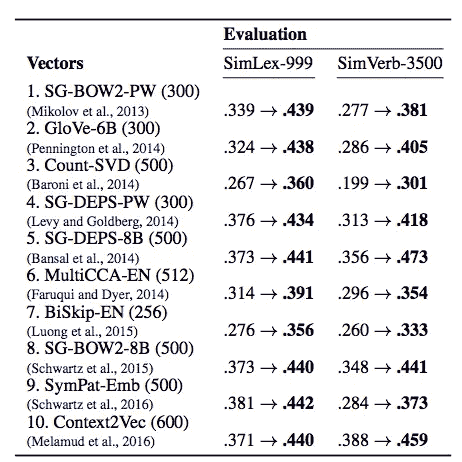 Evaluation
Vectors SimLex-999 SimVerb-3500
1. SG-BOW2-PW (300)
(Mikolov et al., 2013) .339 → .439 .277 → .381
2. GloVe-6B (300)
(Pennington et al., 2014) .324 → .438 .286 → .405
3. Count-SVD (500)
(Baroni et al., 2014) .267 → .360 .199 → .301
4. SG-DEPS-PW (300)
(Levy and Goldberg, 2014) .376 → .434 .313 → .418
5. SG-DEPS-8B (500)
(Bansal et al., 2014) .373 → .441 .356 → .473
6. MultiCCA-EN (512)
(Faruqui and Dyer, 2014) .314 → .391 .296 → .354
7. BiSkip-EN (256)
(Luong et al., 2015) .276 → .356 .260 → .333
8. SG-BOW2-8B (500)
(Schwartz et al., 2015) .373 → .440 .348 → .441
9. SymPat-Emb (500)
(Schwartz et al., 2016) .381 → .442 .284 → .373
10. Context2Vec (600)
(Melamud et al., 2016) .371 → .440 .388 → .459